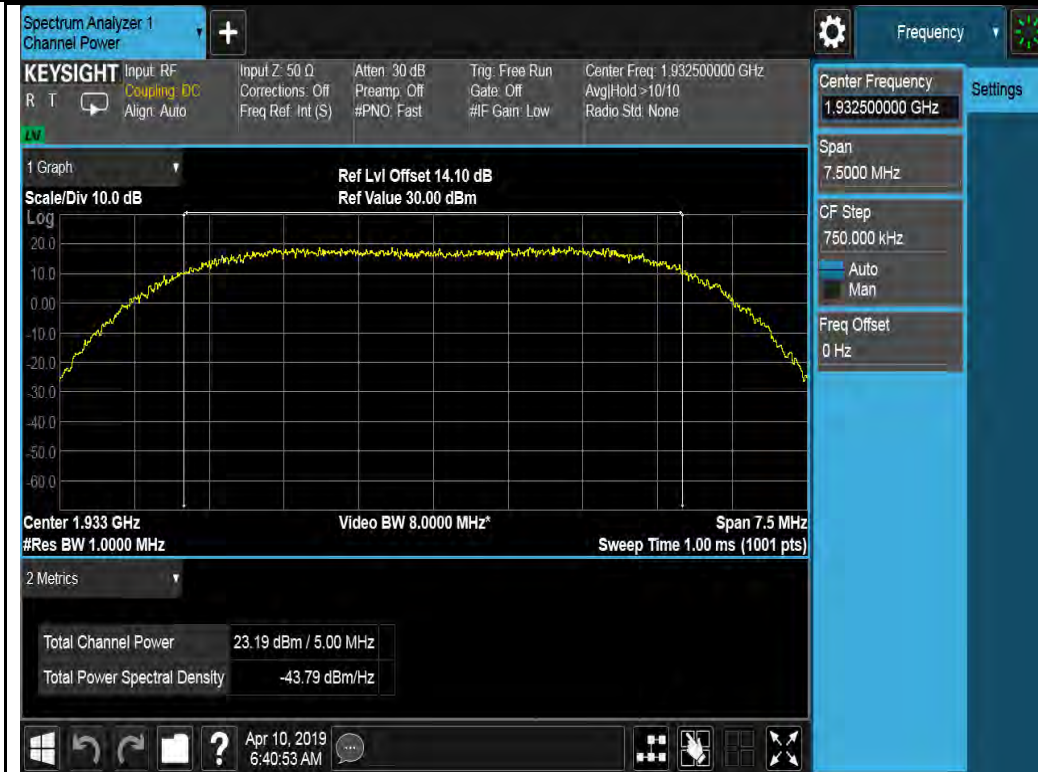 Spectrum Analyzer 1
Channel Power
+
Frequency
KEYSIGHT
R T
LV
Input: RF
Coupling: DC
Align: Auto
Input Z: 50 Ω
Corrections: Off
Freq Ref: Int (S)
Atten: 30 dB
Preamp: Off
#PNO: Fast
Trig: Free Run
Gate: Off
#IF Gain: Low
Center Freq: 1.932500000 GHz
Avg|Hold:>10/10
Radio Std: None
Center Frequency
1.932500000 GHz
Settings
Span
7.5000 MHz
CF Step
750.000 kHz
Auto
Man
Freq Offset
0 Hz
1 Graph
Scale/Div 10.0 dB
Ref Lvl Offset 14.10 dB
Ref Value 30.00 dBm
Log
20.0
10.0
0.00
-10.0
-20.0
-30.0
-40.0
-50.0
-60.0
Center 1.933 GHz
#Res BW 1.0000 MHz
Video BW 8.0000 MHz*
Span 7.5 MHz
Sweep Time 1.00 ms (1001 pts)
2 Metrics
Total Channel Power 23.19 dBm / 5.00 MHz
Total Power Spectral Density -43.79 dBm/Hz
?
Apr 10, 2019
6:40:53 AM